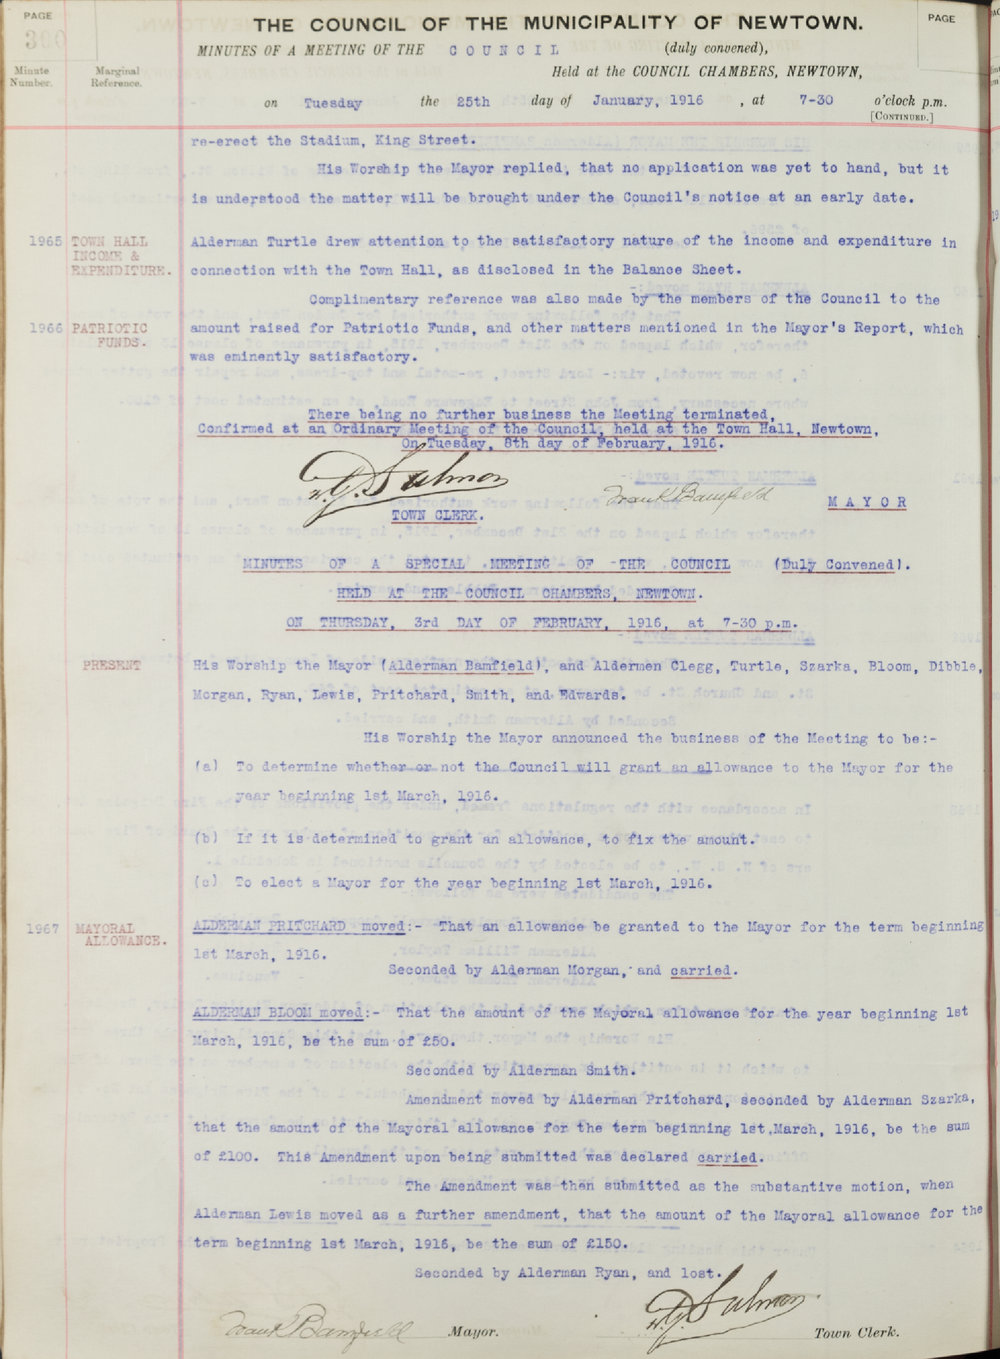 PAGE
360
THE COUNCIL OF THE MUNICIPALITY OF NEWTOWN.
PAGE
MINUTES OF A MEETING OF THE COUNCIL (duly convened),
Minute Number.
Marginal Reference.
Held at the COUNCIL CHAMBERS, NEWTOWN,
on Tuesday the 25th day of January, 1916 , at 7-30 o'clock p.m.
[CONTINUED.]
re-erect the Stadium, King Street.
His Worship the Mayor replied, that no application was yet to hand, but it
is understood the matter will be brought under the Council's notice at an early date.
1965 TOWN HALL INCOME & EXPENDITURE.
Alderman Turtle drew attention to the satisfactory nature of the income and expenditure in
connection with the Town Hall, as disclosed in the Balance Sheet.
Complimentary reference was also made by the members of the Council to the
1966 PATRIOTIC FUNDS.
amount raised for Patriotic Funds, and other matters mentioned in the Mayor's Report, which
was eminently satisfactory.
There being no further business the Meeting terminated,
Confirmed at an Ordinary Meeting of the Council, held at the Town Hall, Newtown,
On Tuesday, 8th day of February, 1916.
W. G. Salmon
Frank Bamfield
MAYOR
TOWN CLERK.
MINUTES OF A SPECIAL MEETING OF THE COUNCIL (Duly Convened).
HELD AT THE COUNCIL CHAMBERS, NEWTOWN.
ON THURSDAY, 3rd DAY OF FEBRUARY, 1916, at 7-30 p.m.
PRESENT
His Worship the Mayor (Alderman Bamfield), and Aldermen Clegg, Turtle, Szarka, Bloom, Dibble,
Morgan, Ryan, Lewis, Pritchard, Smith, and Edwards.
His Worship the Mayor announced the business of the Meeting to be:-
(a) To determine whether or not the Council will grant an allowance to the Mayor for the
year beginning 1st March, 1916.
(b) If it is determined to grant an allowance, to fix the amount.
(c) To elect a Mayor for the year beginning 1st March, 1916.
1967 MAYORAL ALLOWANCE.
ALDERMAN PRITCHARD moved:- That an allowance be granted to the Mayor for the term beginning
1st March, 1916.
Seconded by Alderman Morgan, and carried.
ALDERMAN BLOOM moved:- That the amount of the Mayoral allowance for the year beginning 1st
March, 1916, be the sum of £50.
Seconded by Alderman Smith.
Amendment moved by Alderman Pritchard, seconded by Alderman Szarka,
that the amount of the Mayoral allowance for the term beginning 1st March, 1916, be the sum
of £100. This Amendment upon being submitted was declared carried.
The Amendment was then submitted as the substantive motion, when
Alderman Lewis moved as a further amendment, that the amount of the Mayoral allowance for the
term beginning 1st March, 1916, be the sum of £150.
Seconded by Alderman Ryan, and lost.
Frank Bamfield Mayor.
W. G. Salmon Town Clerk.